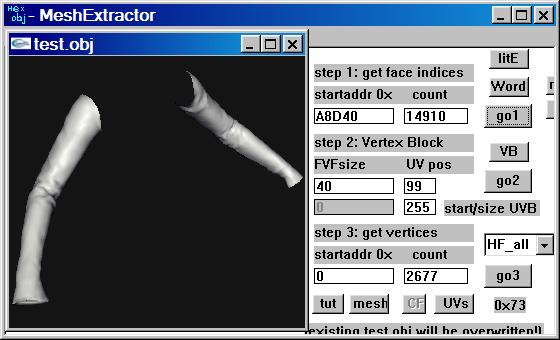 Hex obj - MeshExtractor
test.obj
litE
step 1: get face indices
startaddr 0x count
Word
A8D40 14910
go1
step 2: Vertex Block
VB
FVFsize UV pos
40 99
go2
0 255 start/size UVB
step 3: get vertices
startaddr 0x count
HF_all
0 2677
go3
tut mesh CF UVs 0x73
(existing test.obj will be overwritten!)